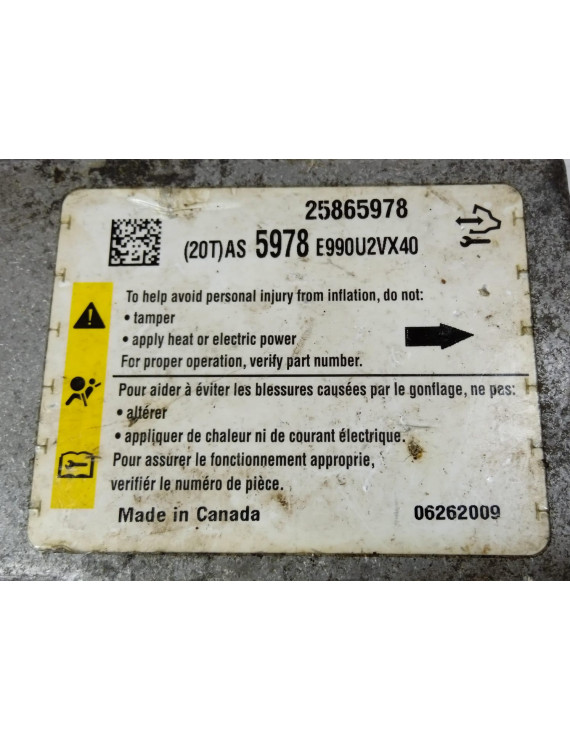 25865978
(20T)AS 5978 E990U2VX40
To help avoid personal injury from inflation, do not:
• tamper
• apply heat or electric power
For proper operation, verify part number.
Pour aider à éviter les blessures causées par le gonflage, ne pas:
• altérer
• appliquer de chaleur ni de courant électrique.
Pour assurer le fonctionnement approprie,
verifiér le numéro de pièce.
Made in Canada 06262009